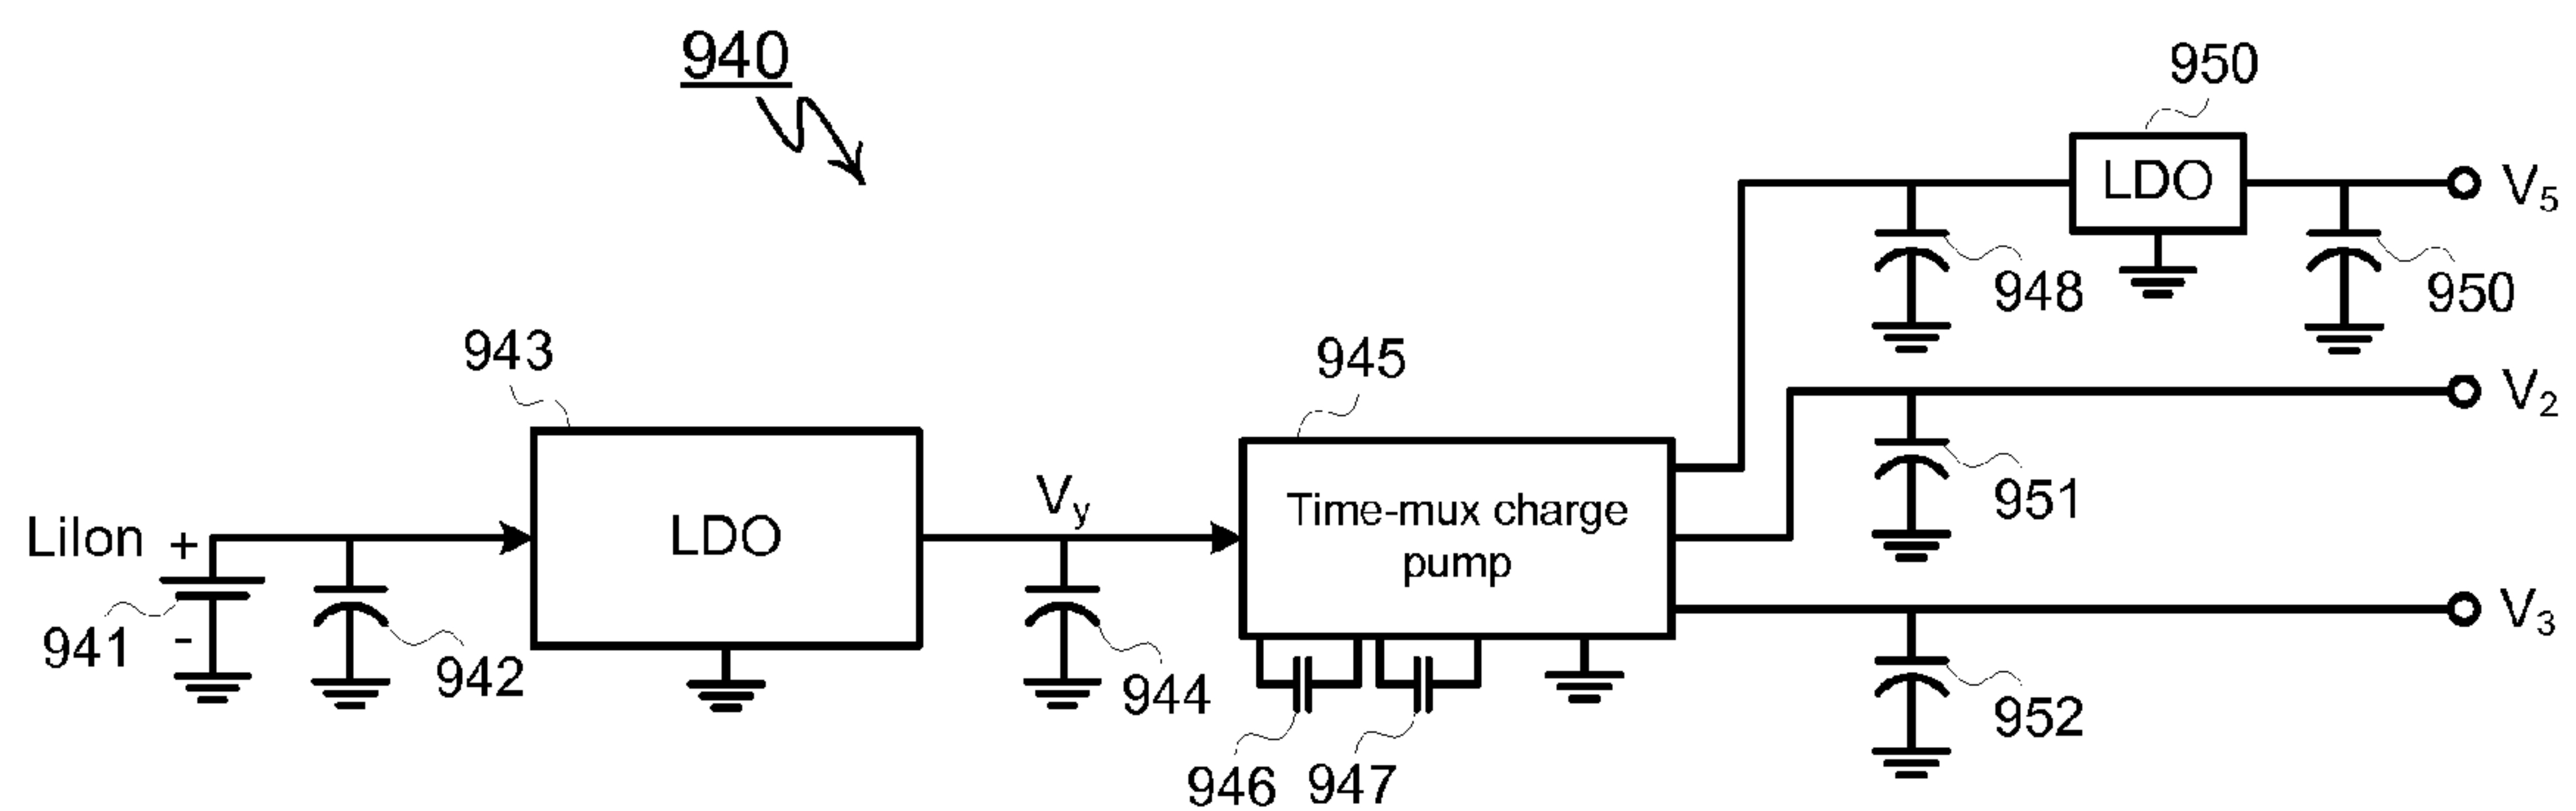 940
950
LDO
V5
948
950
943
945
V2
Vy
Time-mux charge
pump
951
LiIon +
LDO
941
-
942
944
V3
952
946
947